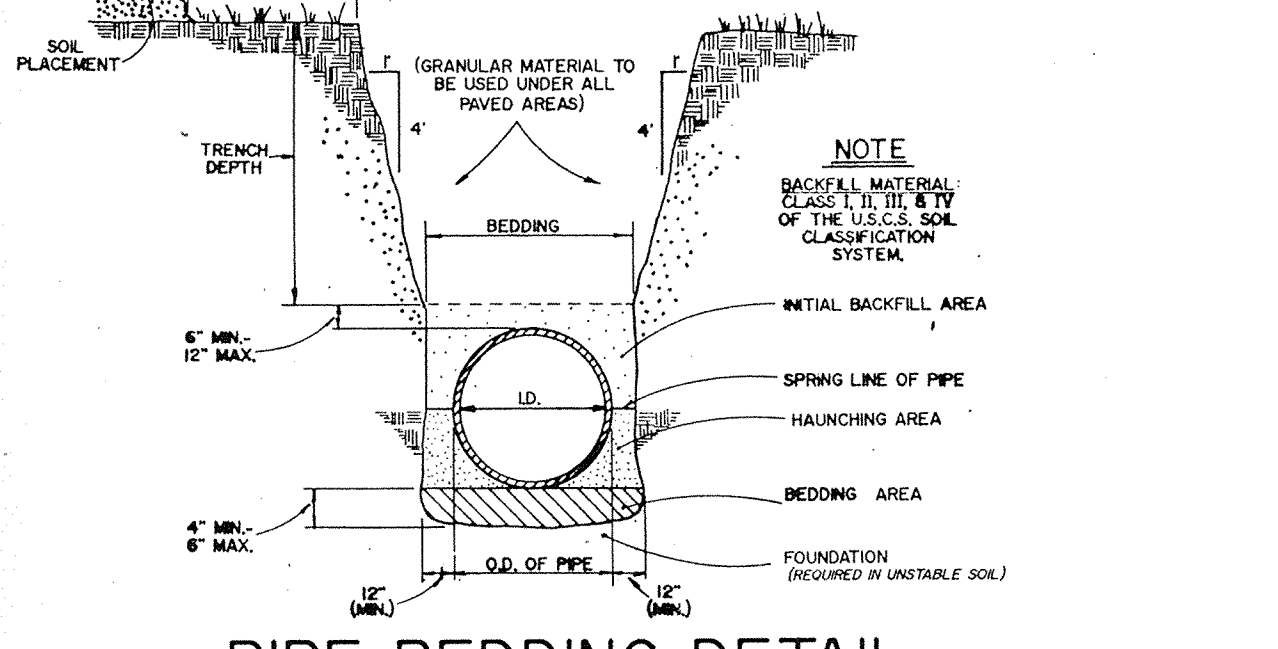 SOIL
PLACEMENT
(GRANULAR MATERIAL TO
BE USED UNDER ALL
PAVED AREAS)
1'
1'
4'
4'
TRENCH
DEPTH
NOTE
BACKFILL MATERIAL:
CLASS I, II, III, & IV
OF THE U.S.C.S. SOIL
CLASSIFICATION
SYSTEM.
BEDDING
INITIAL BACKFILL AREA
6" MIN.-
12" MAX.
SPRING LINE OF PIPE
I.D.
HAUNCHING AREA
BEDDING AREA
4" MIN.-
6" MAX.
FOUNDATION
(REQUIRED IN UNSTABLE SOIL)
O.D. OF PIPE
12"
(MIN.)
12"
(MIN.)
PIPE BEDDING DETAIL